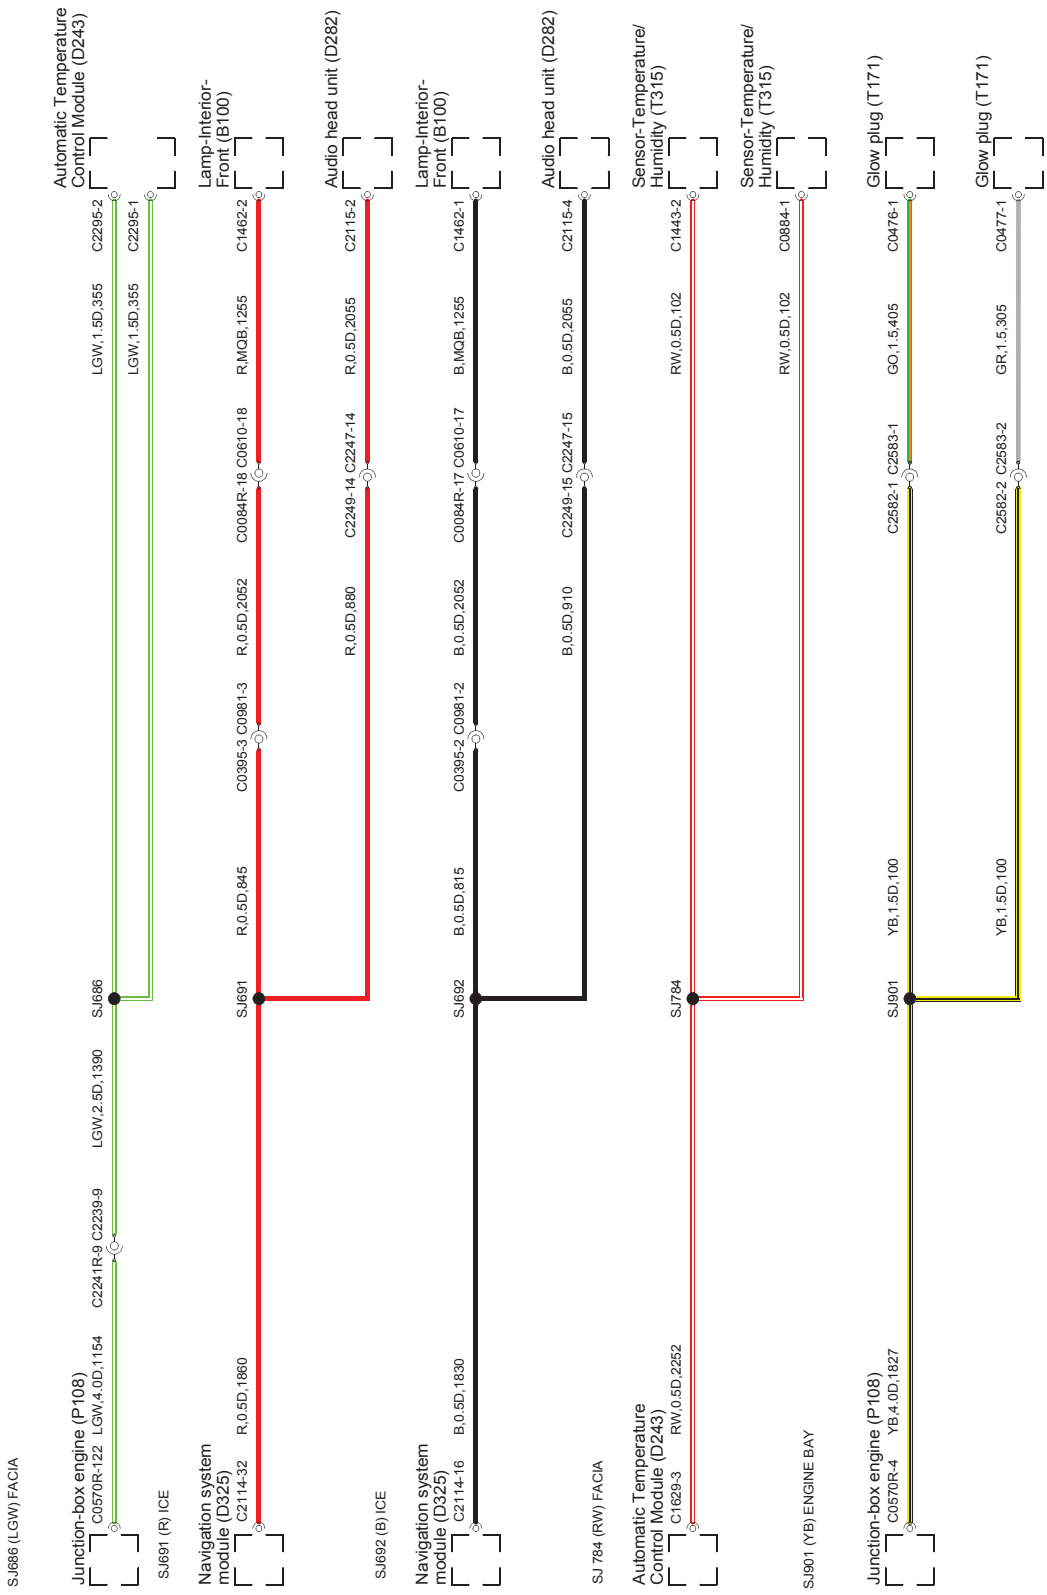 SJ686 (LGW) FACIA
Junction-box engine (P108)
C0570R-122
LGW,4.0D,1154
C2241R-9
C2239-9
LGW,2.5D,1390
SJ686
LGW,1.5D,355
C2295-2
Automatic Temperature
Control Module (D243)
LGW,1.5D,355
C2295-1
SJ691 (R) ICE
Navigation system
module (D325)
C2114-32
R,0.5D,1860
SJ691
R,0.5D,845
C0395-3
C0981-3
R,0.5D,2052
C0084R-18
C0610-18
R,MQB,1255
C1462-2
Lamp-Interior-
Front (B100)
R,0.5D,880
C2249-14
C2247-14
R,0.5D,2055
C2115-2
Audio head unit (D282)
SJ692 (B) ICE
Navigation system
module (D325)
C2114-16
B,0.5D,1830
SJ692
B,0.5D,815
C0395-2
C0981-2
B,0.5D,2052
C0084R-17
C0610-17
B,MQB,1255
C1462-1
Lamp-Interior-
Front (B100)
B,0.5D,910
C2249-15
C2247-15
B,0.5D,2055
C2115-4
Audio head unit (D282)
SJ 784 (RW) FACIA
Automatic Temperature
Control Module (D243)
C1629-3
RW,0.5D,2252
SJ784
RW,0.5D,102
C1443-2
Sensor-Temperature/
Humidity (T315)
RW,0.5D,102
C0884-1
Sensor-Temperature/
Humidity (T315)
SJ901 (YB) ENGINE BAY
Junction-box engine (P108)
C0570R-4
YB,4.0D,1827
SJ901
YB,1.5D,100
C2582-1
C2583-1
GO,1.5,405
C0476-1
Glow plug (T171)
YB,1.5D,100
C2582-2
C2583-2
GR,1.5,305
C0477-1
Glow plug (T171)